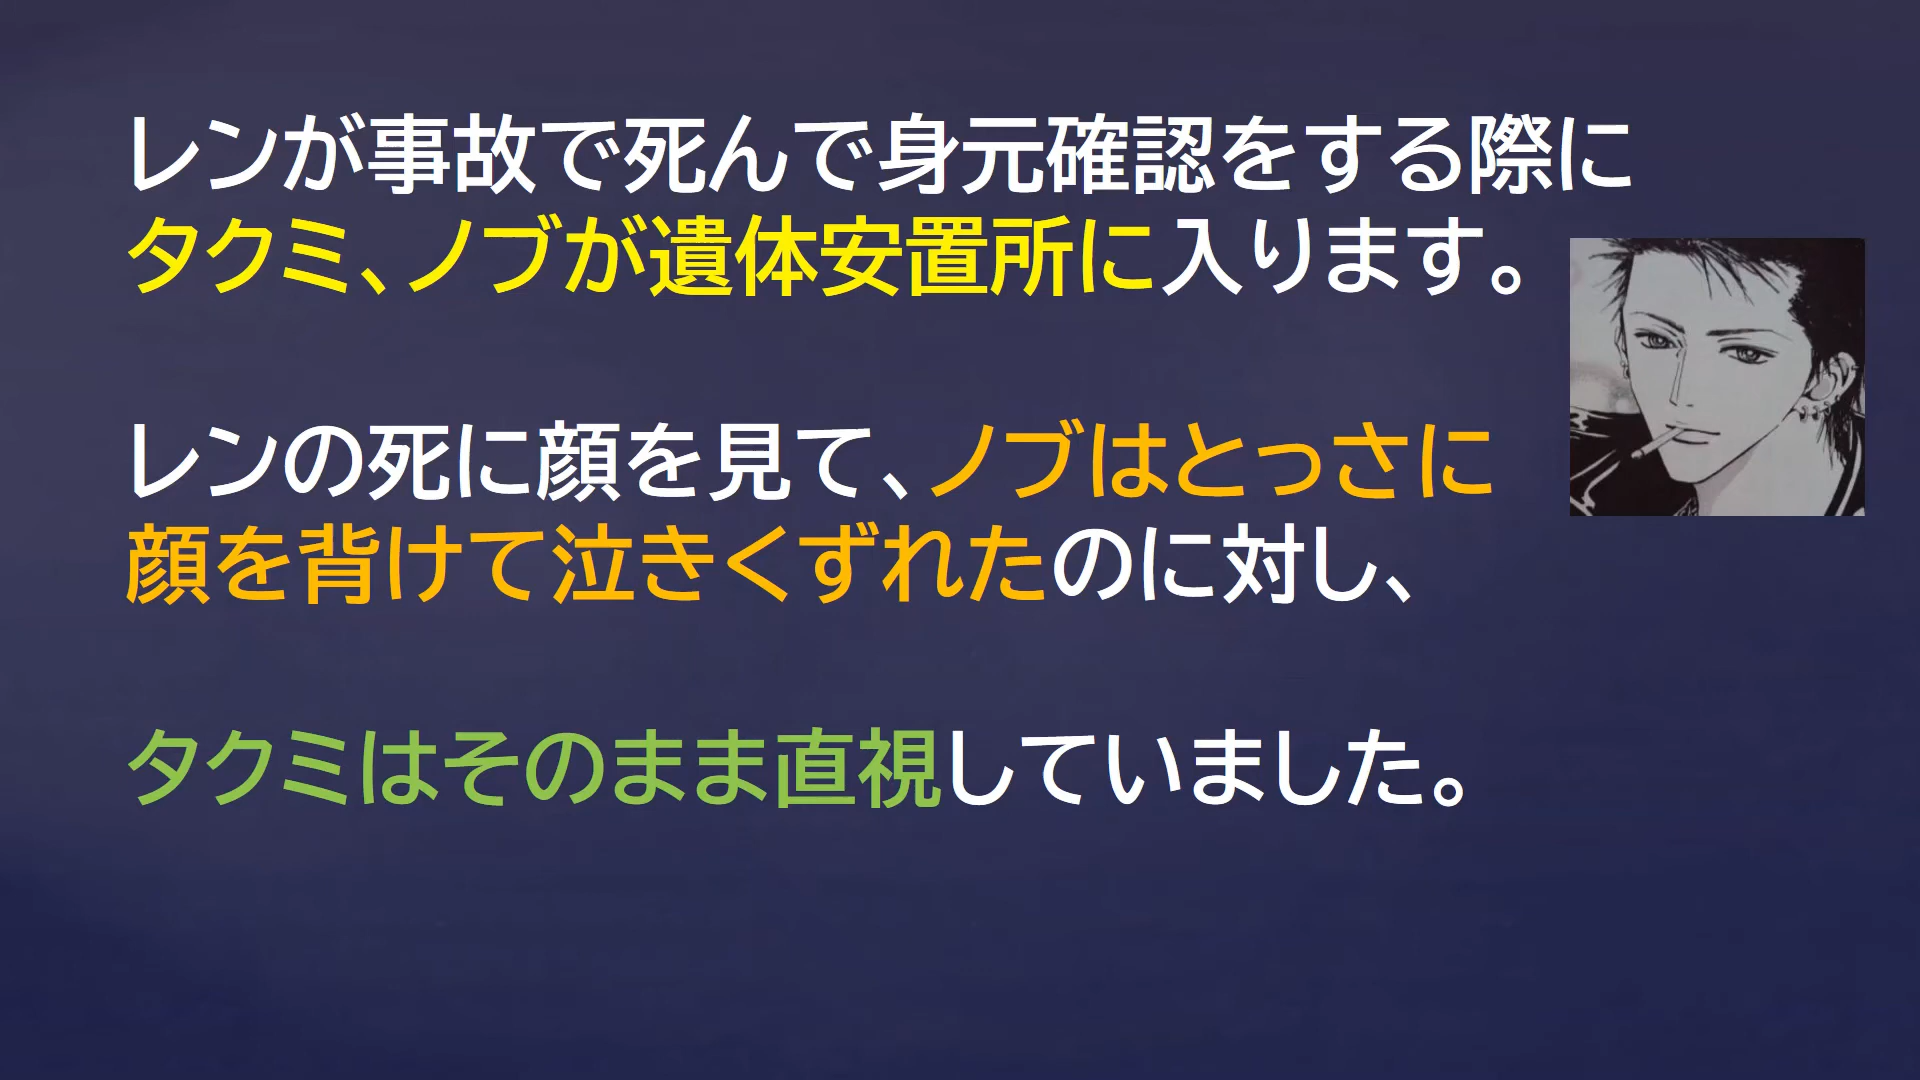 レンが事故で死んで身元確認をする際に
タクミ、ノブが遺体安置所に入ります。
レンの死に顔を見て、ノブはとっさに
顔を背けて泣きくずれたのに対し、
タクミはそのまま直視していました。